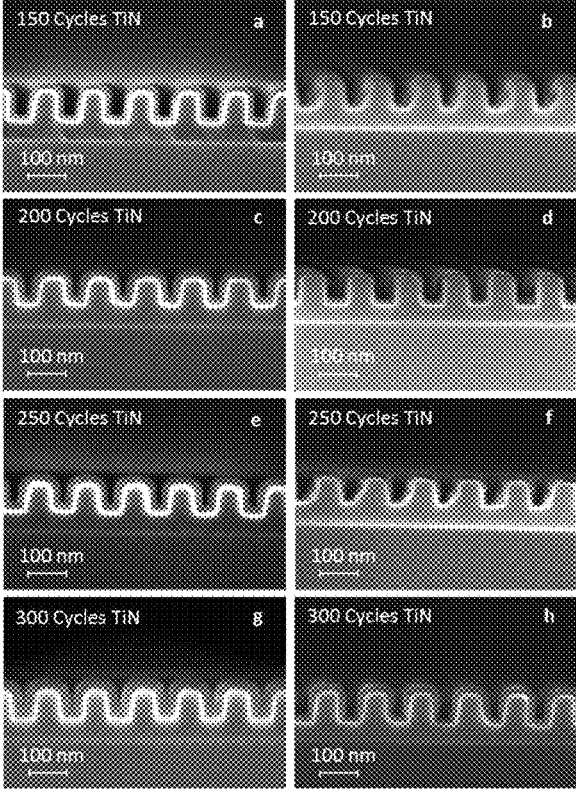 150 Cycles TiN a
100 nm
150 Cycles TiN b
100 nm
200 Cycles TiN c
100 nm
200 Cycles TiN d
100 nm
250 Cycles TiN e
100 nm
250 Cycles TiN f
100 nm
300 Cycles TiN g
100 nm
300 Cycles TiN h
100 nm